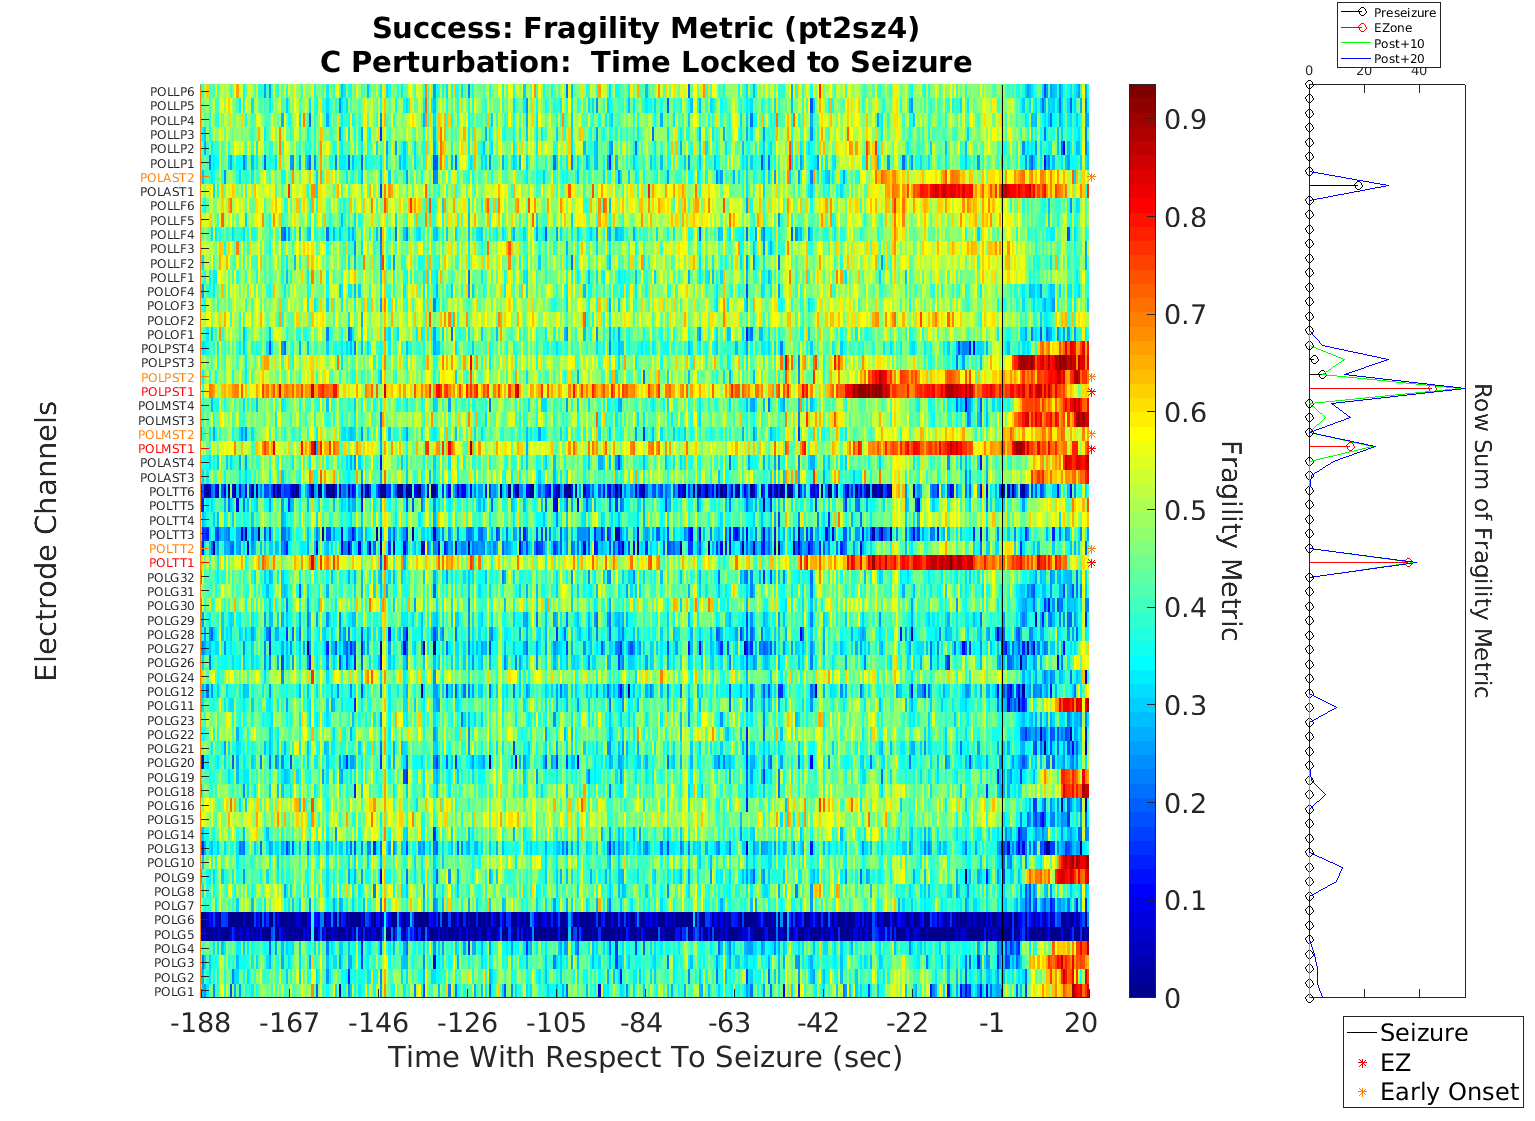 Success: Fragility Metric (pt2sz4)
C Perturbation:  Time Locked to Seizure
Electrode Channels
POLLP6
POLLP5
POLLP4
POLLP3
POLLP2
POLLP1
POLAST2
POLAST1
POLLF6
POLLF5
POLLF4
POLLF3
POLLF2
POLLF1
POLOF4
POLOF3
POLOF2
POLOF1
POLPST4
POLPST3
POLPST2
POLPST1
POLMST4
POLMST3
POLMST2
POLMST1
POLAST4
POLAST3
POLTT6
POLTT5
POLTT4
POLTT3
POLTT2
POLTT1
POLG32
POLG31
POLG30
POLG29
POLG28
POLG27
POLG26
POLG24
POLG12
POLG11
POLG23
POLG22
POLG21
POLG20
POLG19
POLG18
POLG16
POLG15
POLG14
POLG13
POLG10
POLG9
POLG8
POLG7
POLG6
POLG5
POLG4
POLG3
POLG2
POLG1
-188 -167 -146 -126 -105 -84 -63 -42 -22 -1 20
Time With Respect To Seizure (sec)
0.9
0.8
0.7
0.6
0.5
0.4
0.3
0.2
0.1
0
Fragility Metric
Preseizure
EZone
Post+10
Post+20
0 20 40
Row Sum of Fragility Metric
Seizure
EZ
Early Onset